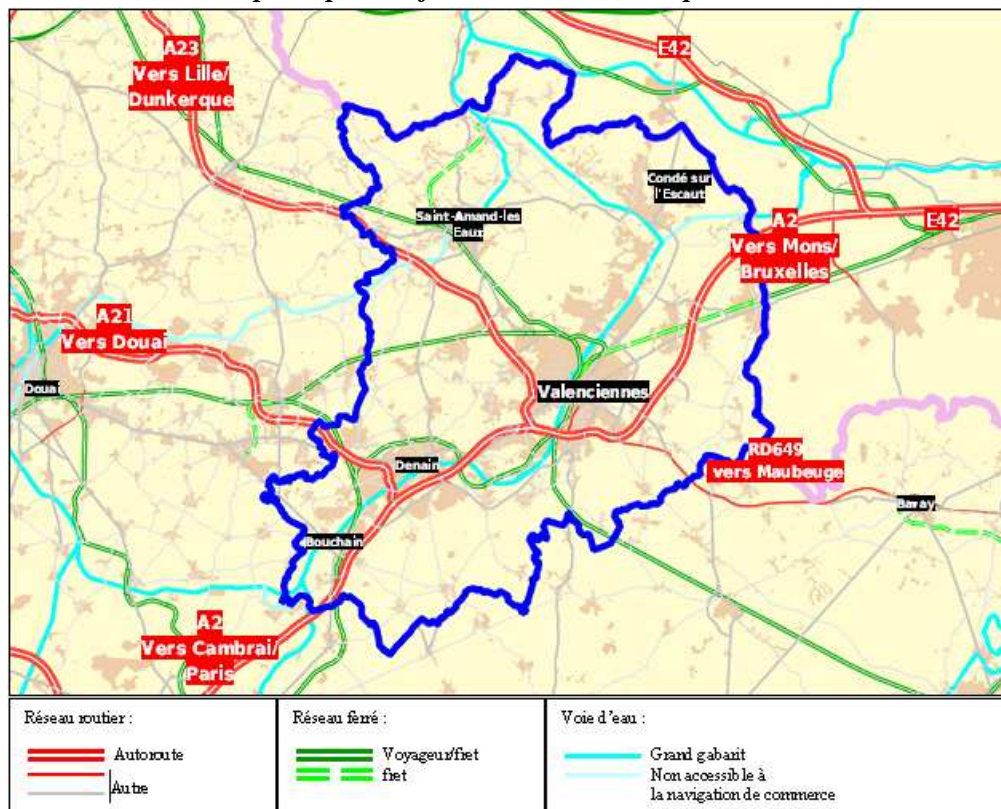 A23
Vers Lille/
Dunkerque
E42
Condé sur
l'Escaut
Saint-Amand-les
Eaux
A2
Vers Mons/
Bruxelles
E42
A21
Vers Douai
Douai
Valenciennes
RD649
vers Maubeuge
Denain
Bavay
Bouchain
A2
Vers Cambrai/
Paris
Réseau routier :
Autoroute
Autre
Réseau ferré :
Voyageur/fret
fret
Voie d'eau :
Grand gabarit
Non accessible à
la navigation de commerce